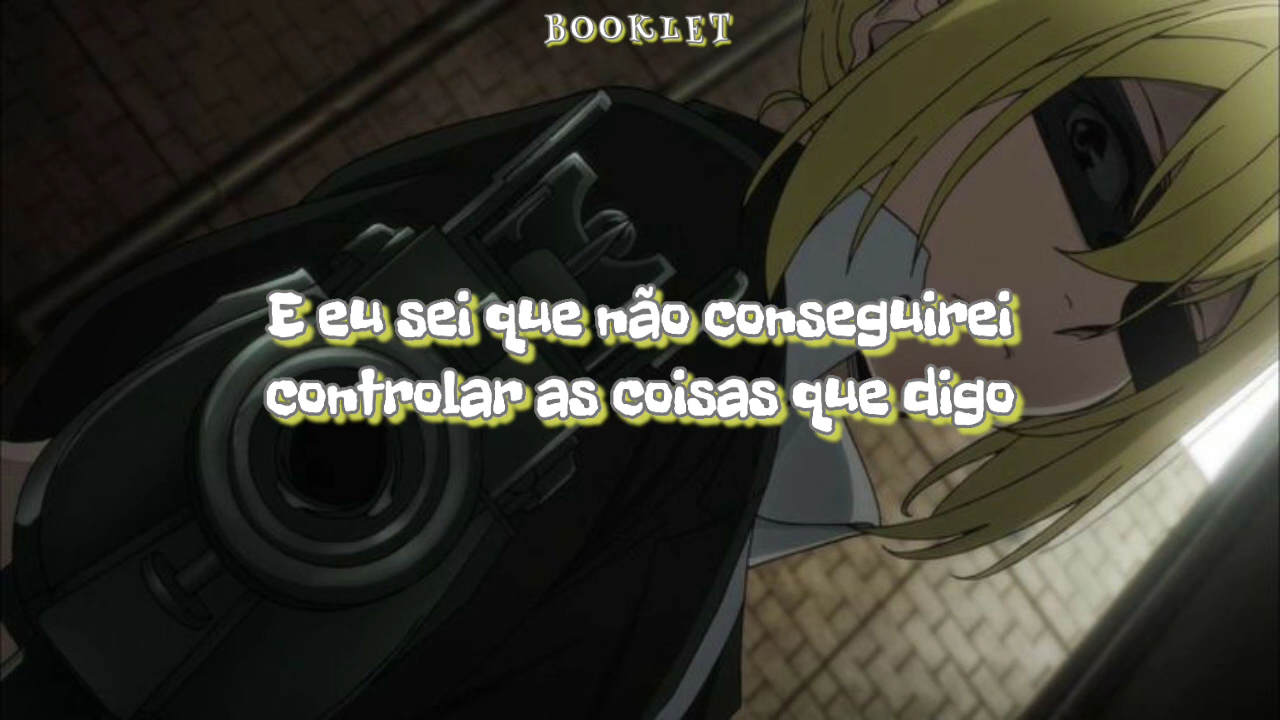 BOOKLET
E eu sei que não conseguirei
controlar as coisas que digo